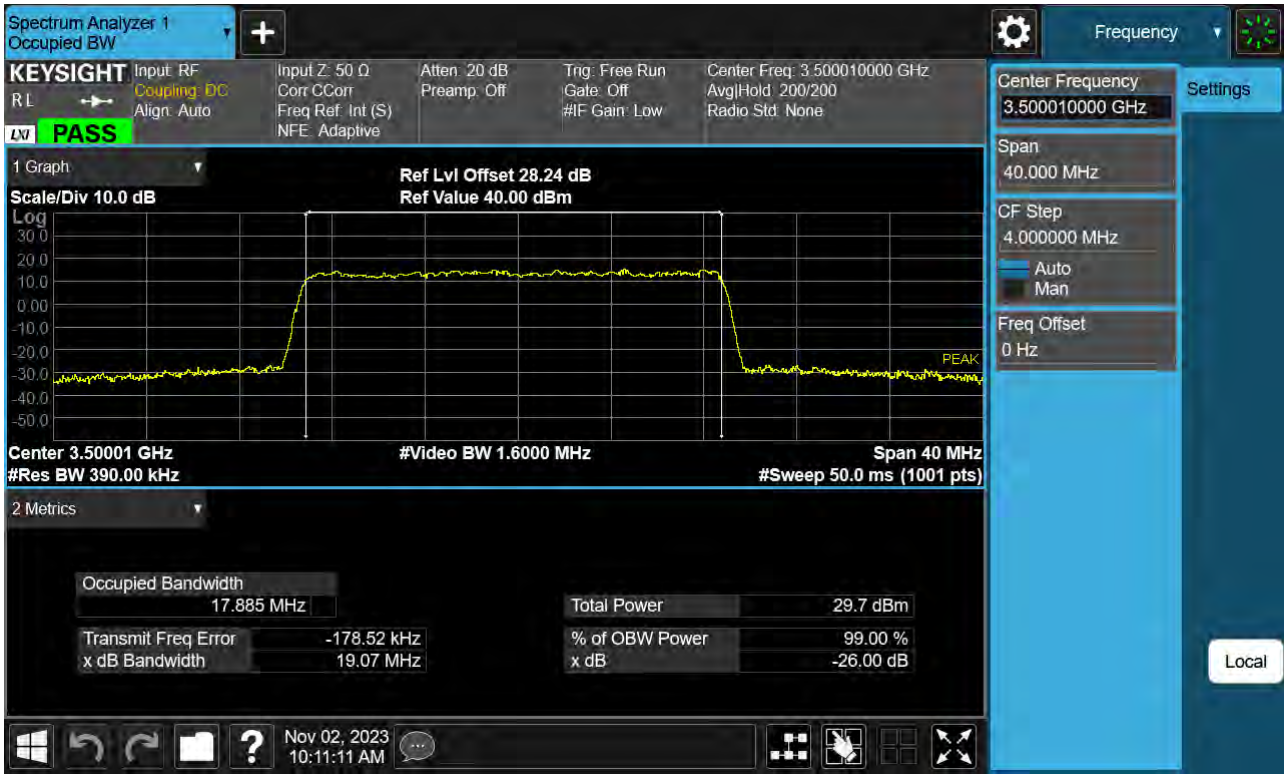 Spectrum Analyzer 1
Occupied BW
+
Frequency
KEYSIGHT
RL
LXI PASS
Input: RF
Coupling: DC
Align: Auto
Input Z: 50 Ω
Corr CCorr
Freq Ref: Int (S)
NFE: Adaptive
Atten: 20 dB
Preamp: Off
Trig: Free Run
Gate: Off
#IF Gain: Low
Center Freq: 3.500010000 GHz
Avg|Hold: 200/200
Radio Std: None
Center Frequency
3.500010000 GHz
Settings
Span
40.000 MHz
CF Step
4.000000 MHz
Auto
Man
Freq Offset
0 Hz
1 Graph
Scale/Div 10.0 dB
Ref Lvl Offset 28.24 dB
Ref Value 40.00 dBm
Log
30.0
20.0
10.0
0.00
-10.0
-20.0
-30.0
-40.0
-50.0
PEAK
Center 3.50001 GHz
#Video BW 1.6000 MHz
Span 40 MHz
#Res BW 390.00 kHz
#Sweep 50.0 ms (1001 pts)
2 Metrics
Occupied Bandwidth
17.885 MHz
Total Power 29.7 dBm
Transmit Freq Error -178.52 kHz
% of OBW Power 99.00 %
x dB Bandwidth 19.07 MHz
x dB -26.00 dB
Local
?
Nov 02, 2023
10:11:11 AM